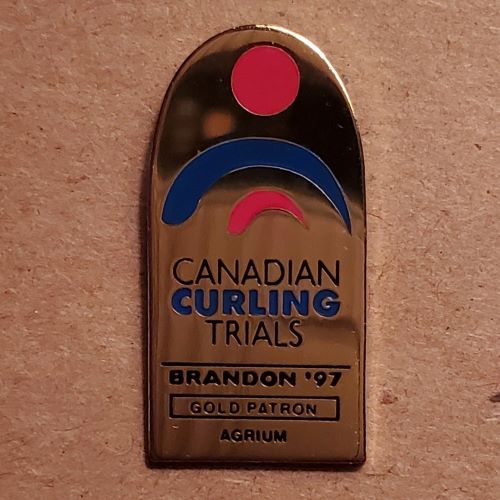 CANADIAN
CURLING
TRIALS
BRANDON '97
GOLD PATRON
AGRIUM